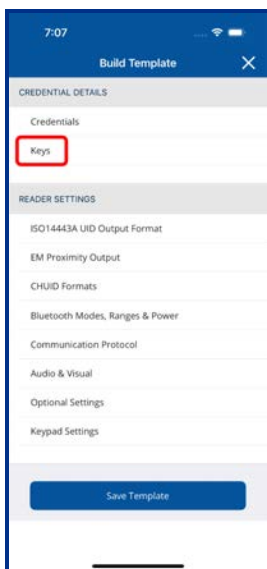 7:07
Build Template
CREDENTIAL DETAILS
Credentials
Keys
READER SETTINGS
ISO14443A UID Output Format
EM Proximity Output
CHUID Formats
Bluetooth Modes, Ranges & Power
Communication Protocol
Audio & Visual
Optional Settings
Keypad Settings
Save Template